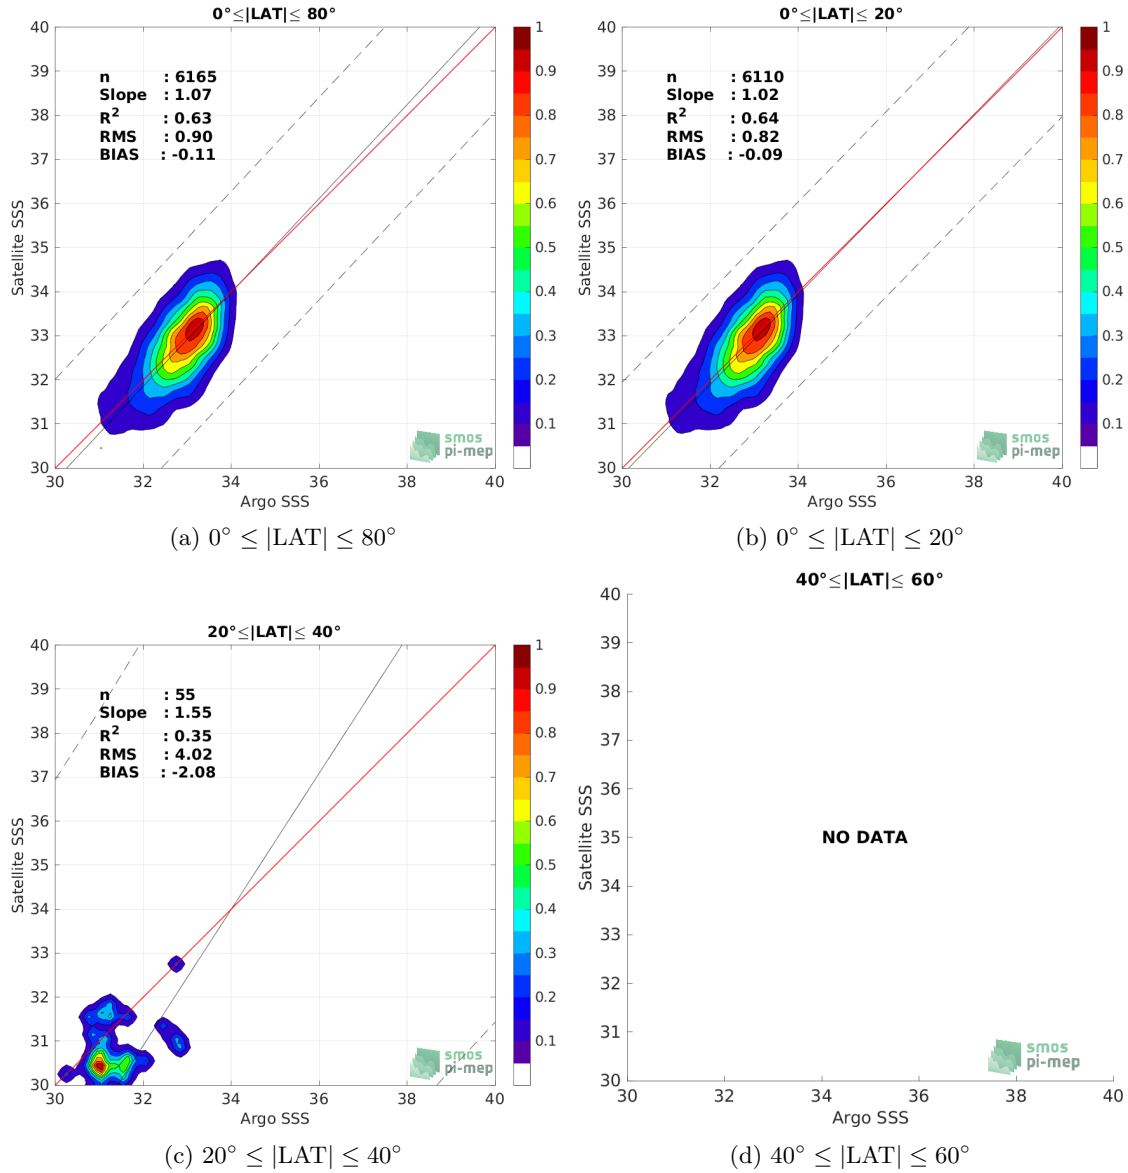 0°≤|LAT|≤ 80°
n : 6165
Slope : 1.07
R² : 0.63
RMS : 0.90
BIAS : -0.11
Satellite SSS
40
39
38
37
36
35
34
33
32
31
30
30 32 34 36 38 40
Argo SSS
1
0.9
0.8
0.7
0.6
0.5
0.4
0.3
0.2
0.1
smos
pi-mep
(a) 0° ≤ |LAT| ≤ 80°
0°≤|LAT|≤ 20°
n : 6110
Slope : 1.02
R² : 0.64
RMS : 0.82
BIAS : -0.09
Satellite SSS
40
39
38
37
36
35
34
33
32
31
30
30 32 34 36 38 40
Argo SSS
1
0.9
0.8
0.7
0.6
0.5
0.4
0.3
0.2
0.1
smos
pi-mep
(b) 0° ≤ |LAT| ≤ 20°
20°≤|LAT|≤ 40°
n : 55
Slope : 1.55
R² : 0.35
RMS : 4.02
BIAS : -2.08
Satellite SSS
40
39
38
37
36
35
34
33
32
31
30
30 32 34 36 38 40
Argo SSS
1
0.9
0.8
0.7
0.6
0.5
0.4
0.3
0.2
0.1
smos
pi-mep
(c) 20° ≤ |LAT| ≤ 40°
40°≤|LAT|≤ 60°
Satellite SSS
40
39
38
37
36
35
34
33
32
31
30
NO DATA
30 32 34 36 38 40
Argo SSS
smos
pi-mep
(d) 40° ≤ |LAT| ≤ 60°